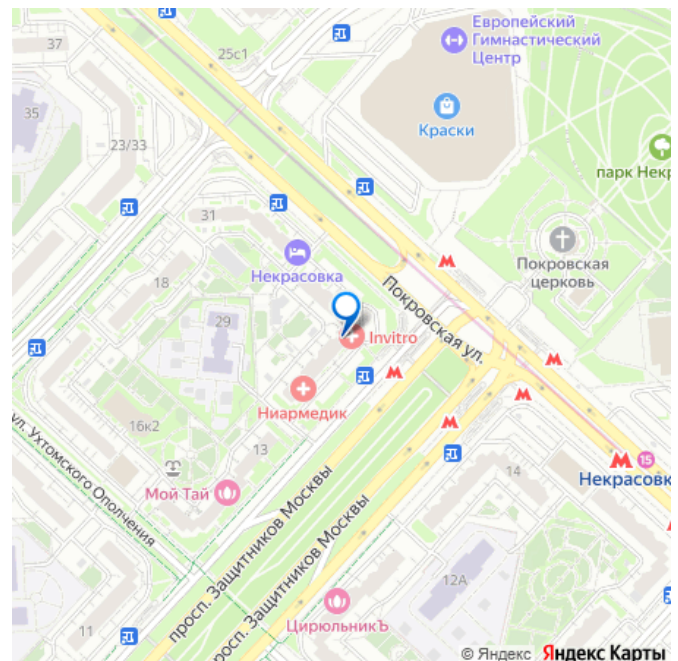 37
25с1
Европейский
Гимнастический
Центр
35
Краски
23/33
парк Некр
31
Некрасовка
Покровская
церковь
18
Покровская ул.
29
Invitro
Ниармедик
16к2
13
ул. Ухтомского Ополчения
Мой Тай
просп. Защитников Москвы
просп. Защитников Москвы
14
15
Некрасовк
12А
ЦирюльникЪ
11
© Яндекс Яндекс Карты